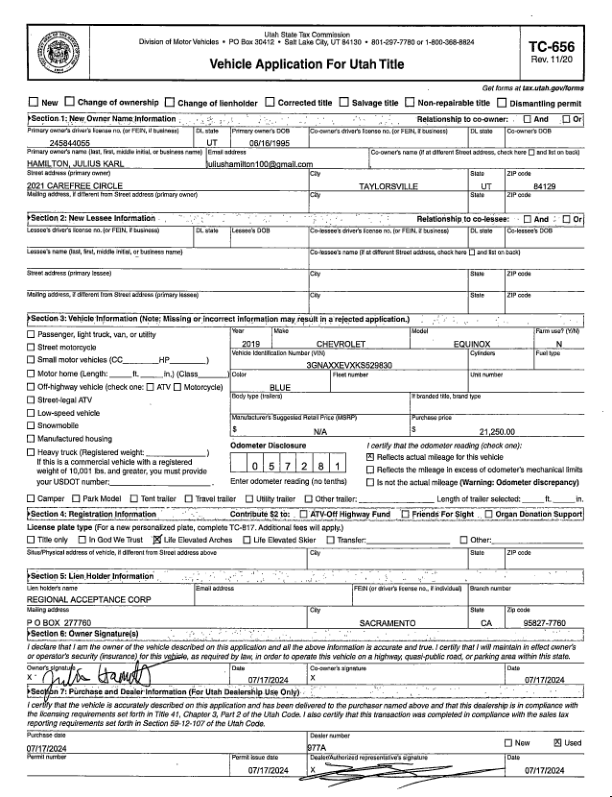 Utah State Tax Commission
Division of Motor Vehicles • PO Box 30412 • Salt Lake City, UT 84130 • 801-297-7780 or 1-800-368-8824
Vehicle Application For Utah Title
TC-656
Rev. 11/20
Get forms at tax.utah.gov/forms
New Change of ownership Change of lienholder Corrected title Salvage title Non-repairable title Dismantling permit
Section 1: New Owner Name Information Relationship to co-owner: And Or
Primary owner's driver's license no. (or FEIN, if business) DL state Primary owner's DOB Co-owner's driver's license no. (or FEIN, if business) DL state Co-owner's DOB
245844055 UT 06/16/1995
Primary owner's name (last, first, middle initial, or business name) Email address Co-owner's name (if at different Street address, check here and list on back)
HAMILTON, JULIUS KARL juliushamilton100@gmail.com
Street address (primary owner) City State ZIP code
2021 CAREFREE CIRCLE TAYLORSVILLE UT 84129
Mailing address, if different from Street address (primary owner)
Section 2: New Lessee Information Relationship to co-lessee: And Or
Lessee's driver's license no. (or FEIN, if business) DL state Lessee's DOB Co-lessee's driver's license no. (or FEIN, if business) DL state Co-lessee's DOB
Lessee's name (last, first, middle initial, or business name) Co-lessee's name (if at different Street address, check here and list on back)
Street address (primary lessee) City State ZIP code
Mailing address, if different from Street address (primary lessee) City State ZIP code
Section 3: Vehicle Information (Note: Missing or incorrect information may result in a rejected application.)
Passenger, light truck, van, or utility
Street motorcycle
Small motor vehicles (CC HP )
Motor home (Length: ft. in.) (Class )
Off-highway vehicle (check one: ATV Motorcycle)
Street-legal ATV
Low-speed vehicle
Snowmobile
Manufactured housing
Heavy truck (Registered weight: )
If this is a commercial vehicle with a registered
weight of 10,001 lbs. and greater, you must provide
your USDOT number:
Year Make Model Farm use? (Y/N)
2019 CHEVROLET EQUINOX N
Vehicle Identification Number (VIN) Cylinders Fuel type
3GNAXXEVXKS529830
Color Fleet number Unit number
BLUE
Body type (trailers) If branded title, brand type
Manufacturer's Suggested Retail Price (MSRP) Purchase price
$ N/A $ 21,250.00
Odometer Disclosure I certify that the odometer reading (check one):
0 5 7 2 8 1 X Reflects actual mileage for this vehicle
Reflects the mileage in excess of odometer's mechanical limits
Enter odometer reading (no tenths) Is not the actual mileage (Warning: Odometer discrepancy)
Camper Park Model Tent trailer Travel trailer Utility trailer Other trailer: Length of trailer selected: ft. in.
Section 4: Registration Information Contribute $2 to: ATV-Off Highway Fund Friends For Sight Organ Donation Support
License plate type (For a new personalized plate, complete TC-817. Additional fees will apply.)
Title only In God We Trust X Life Elevated Arches Life Elevated Skier Transfer: Other:
Situs/Physical address of vehicle, if different from Street address above City State ZIP code
Section 5: Lien Holder Information
Lien holder's name Email address FEIN (or driver's license no., if individual) Branch number
REGIONAL ACCEPTANCE CORP
Mailing address City State Zip code
P O BOX 277760 SACRAMENTO CA 95827-7760
Section 6: Owner Signature(s)
I declare that I am the owner of the vehicle described on this application and all the above information is accurate and true. I certify that I will maintain in effect owner's
or operator's security (insurance) for this vehicle, as required by law, in order to operate this vehicle on a highway, quasi-public road, or parking area within this state.
Owner's signature Date Co-owner's signature Date
X 07/17/2024 X 07/17/2024
Section 7: Purchase and Dealer Information (For Utah Dealership Use Only)
I certify that the vehicle is accurately described on this application and has been delivered to the purchaser named above and that this dealership is in compliance with
the licensing requirements set forth in Title 41, Chapter 3, Part 2 of the Utah Code. I also certify that this transaction was completed in compliance with the sales tax
reporting requirements set forth in Section 59-12-107 of the Utah Code.
Purchase date Dealer number
07/17/2024 977A New X Used
Permit number Permit issue date Dealer/Authorized representative's signature Date
07/17/2024 X 07/17/2024